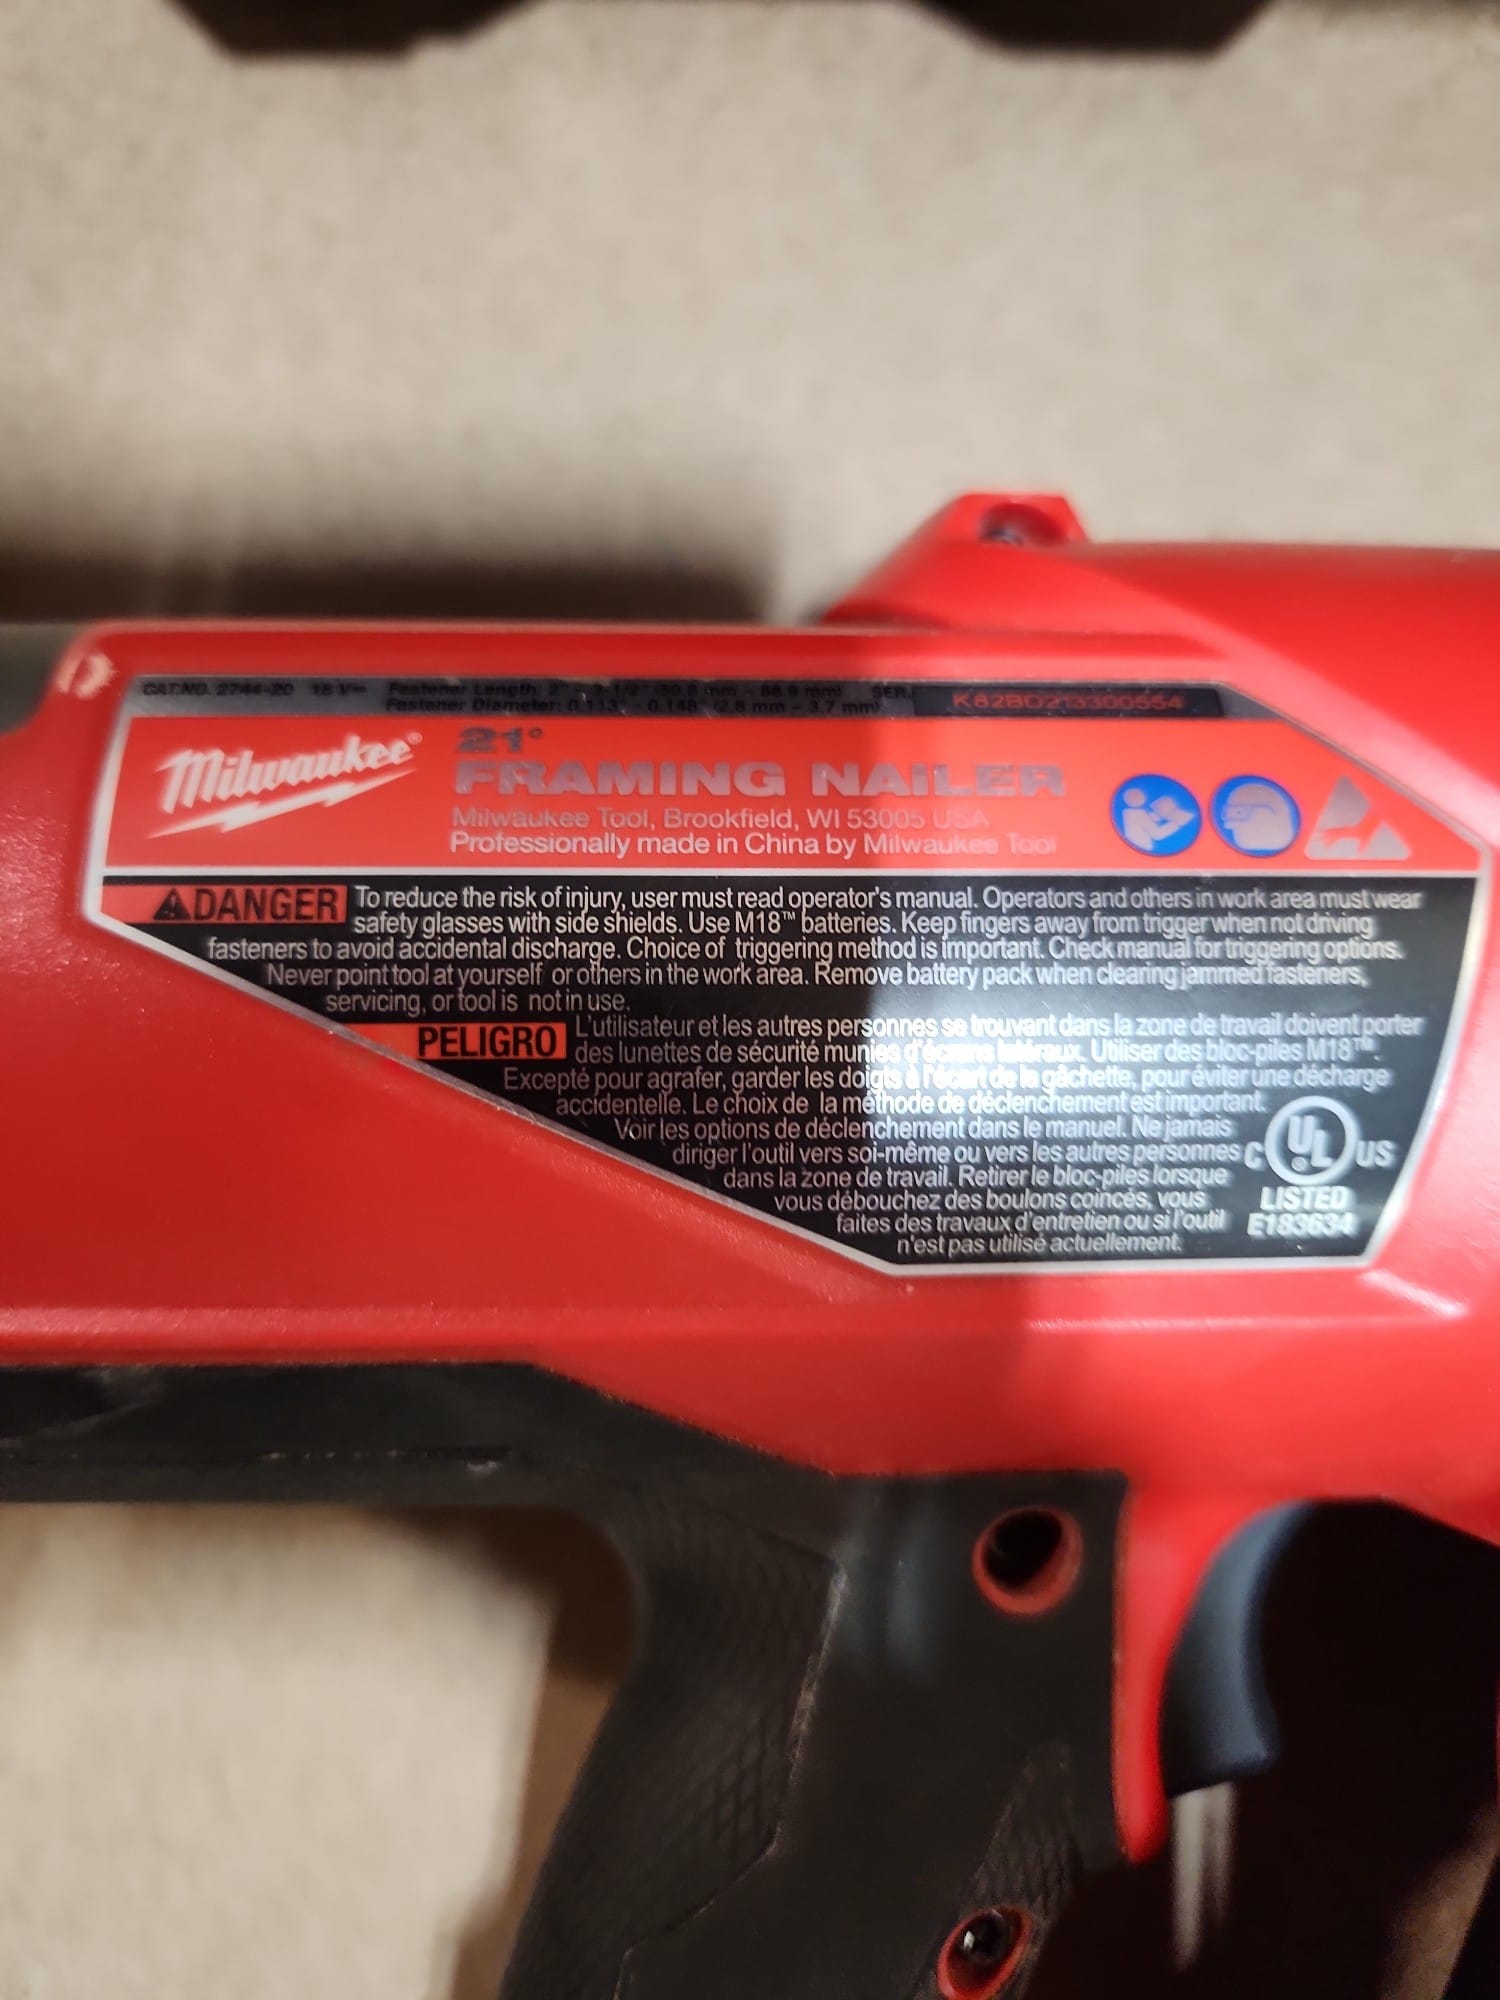 CAT.NO. 2744-20 18 V⎓ Fastener Length: 2" - 3-1/2" (50.8 mm - 88.9 mm) SER. K82BD213300554
Fastener Diameter: 0.113" - 0.148" (2.8 mm - 3.7 mm)
Milwaukee®
21°
FRAMING NAILER
Milwaukee Tool, Brookfield, WI 53005 USA
Professionally made in China by Milwaukee Tool
DANGER To reduce the risk of injury, user must read operator's manual. Operators and others in work area must wear
safety glasses with side shields. Use M18™ batteries. Keep fingers away from trigger when not driving
fasteners to avoid accidental discharge. Choice of triggering method is important. Check manual for triggering options.
Never point tool at yourself or others in the work area. Remove battery pack when clearing jammed fasteners,
servicing, or tool is not in use.
PELIGRO L'utilisateur et les autres personnes se trouvant dans la zone de travail doivent porter
des lunettes de sécurité munies d'écrans latéraux. Utiliser des bloc-piles M18™.
Excepté pour agrafer, garder les doigts à l'écart de la gâchette, pour éviter une décharge
accidentelle. Le choix de la méthode de déclenchement est important.
Voir les options de déclenchement dans le manuel. Ne jamais
diriger l'outil vers soi-même ou vers les autres personnes
dans la zone de travail. Retirer le bloc-piles lorsque
vous débouchez des boulons coincés, vous
faites des travaux d'entretien ou si l'outil
n'est pas utilisé actuellement.
C UL® US
LISTED
E183634